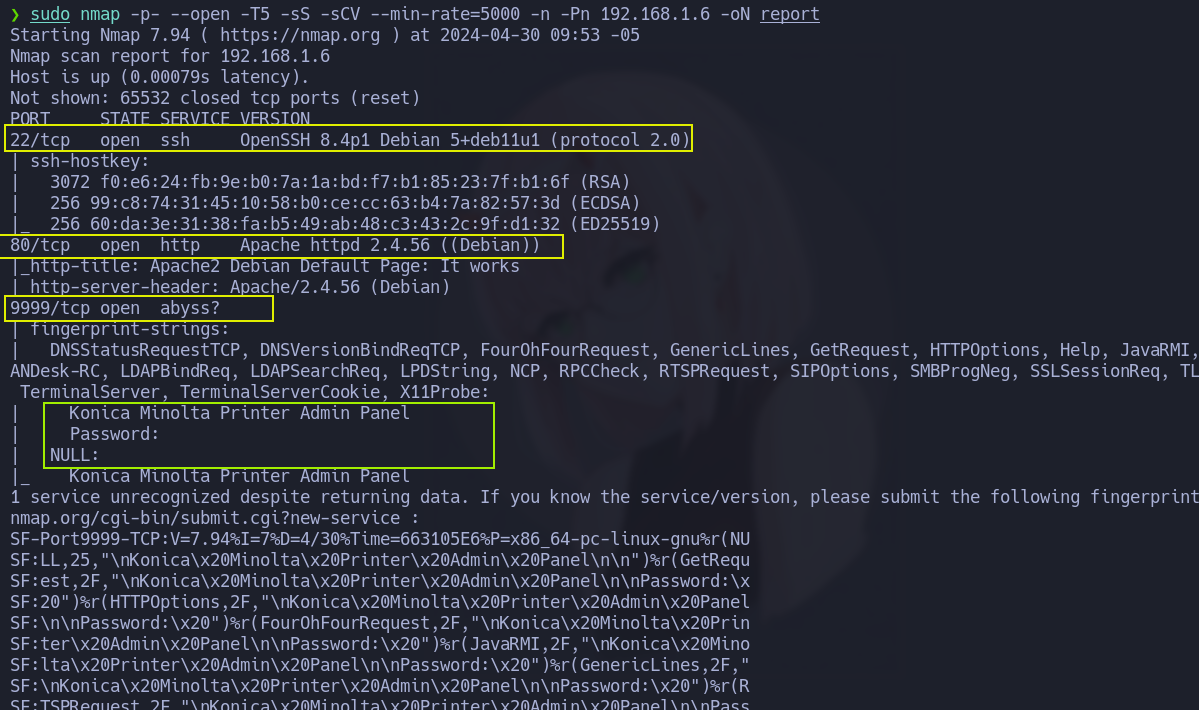 ❯ sudo nmap -p- --open -T5 -sS -sCV --min-rate=5000 -n -Pn 192.168.1.6 -oN report
Starting Nmap 7.94 ( https://nmap.org ) at 2024-04-30 09:53 -05
Nmap scan report for 192.168.1.6
Host is up (0.00079s latency).
Not shown: 65532 closed tcp ports (reset)
PORT     STATE SERVICE VERSION
22/tcp   open  ssh     OpenSSH 8.4p1 Debian 5+deb11u1 (protocol 2.0)
| ssh-hostkey:
|   3072 f0:e6:24:fb:9e:b0:7a:1a:bd:f7:b1:85:23:7f:b1:6f (RSA)
|   256 99:c8:74:31:45:10:58:b0:ce:cc:63:b4:7a:82:57:3d (ECDSA)
|_  256 60:da:3e:31:38:fa:b5:49:ab:48:c3:43:2c:9f:d1:32 (ED25519)
80/tcp   open  http    Apache httpd 2.4.56 ((Debian))
|_http-title: Apache2 Debian Default Page: It works
| http-server-header: Apache/2.4.56 (Debian)
9999/tcp open  abyss?
| fingerprint-strings:
|   DNSStatusRequestTCP, DNSVersionBindReqTCP, FourOhFourRequest, GenericLines, GetRequest, HTTPOptions, Help, JavaRMI,
ANDesk-RC, LDAPBindReq, LDAPSearchReq, LPDString, NCP, RPCCheck, RTSPRequest, SIPOptions, SMBProgNeg, SSLSessionReq, TL
 TerminalServer, TerminalServerCookie, X11Probe:
|     Konica Minolta Printer Admin Panel
|     Password:
|   NULL:
|_    Konica Minolta Printer Admin Panel
1 service unrecognized despite returning data. If you know the service/version, please submit the following fingerprint
nmap.org/cgi-bin/submit.cgi?new-service :
SF-Port9999-TCP:V=7.94%I=7%D=4/30%Time=663105E6%P=x86_64-pc-linux-gnu%r(NU
SF:LL,25,"\nKonica\x20Minolta\x20Printer\x20Admin\x20Panel\n\n")%r(GetRequ
SF:est,2F,"\nKonica\x20Minolta\x20Printer\x20Admin\x20Panel\n\nPassword:\x
SF:20")%r(HTTPOptions,2F,"\nKonica\x20Minolta\x20Printer\x20Admin\x20Panel
SF:\n\nPassword:\x20")%r(FourOhFourRequest,2F,"\nKonica\x20Minolta\x20Prin
SF:ter\x20Admin\x20Panel\n\nPassword:\x20")%r(JavaRMI,2F,"\nKonica\x20Mino
SF:lta\x20Printer\x20Admin\x20Panel\n\nPassword:\x20")%r(GenericLines,2F,"
SF:\nKonica\x20Minolta\x20Printer\x20Admin\x20Panel\n\nPassword:\x20")%r(R
SF:TSPRequest,2F,"\nKonica\x20Minolta\x20Printer\x20Admin\x20Panel\n\nPass